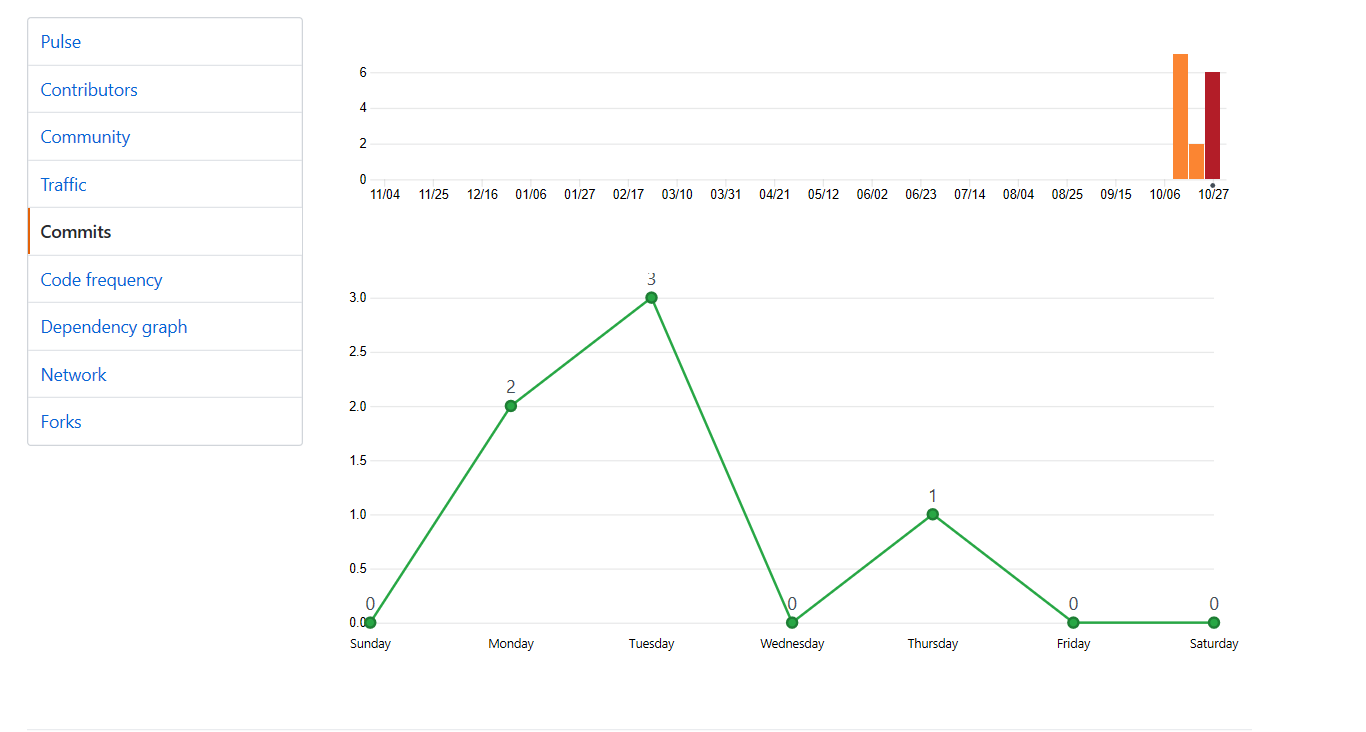 Pulse
Contributors
Community
Traffic
Commits
Code frequency
Dependency graph
Network
Forks
6
4
2
0
11/04 11/25 12/16 01/06 01/27 02/17 03/10 03/31 04/21 05/12 06/02 06/23 07/14 08/04 08/25 09/15 10/06 10/27
3
3.0
2.5
2
2.0
1.5
1
1.0
0.5
0 0 0 0
0.0
Sunday Monday Tuesday Wednesday Thursday Friday Saturday